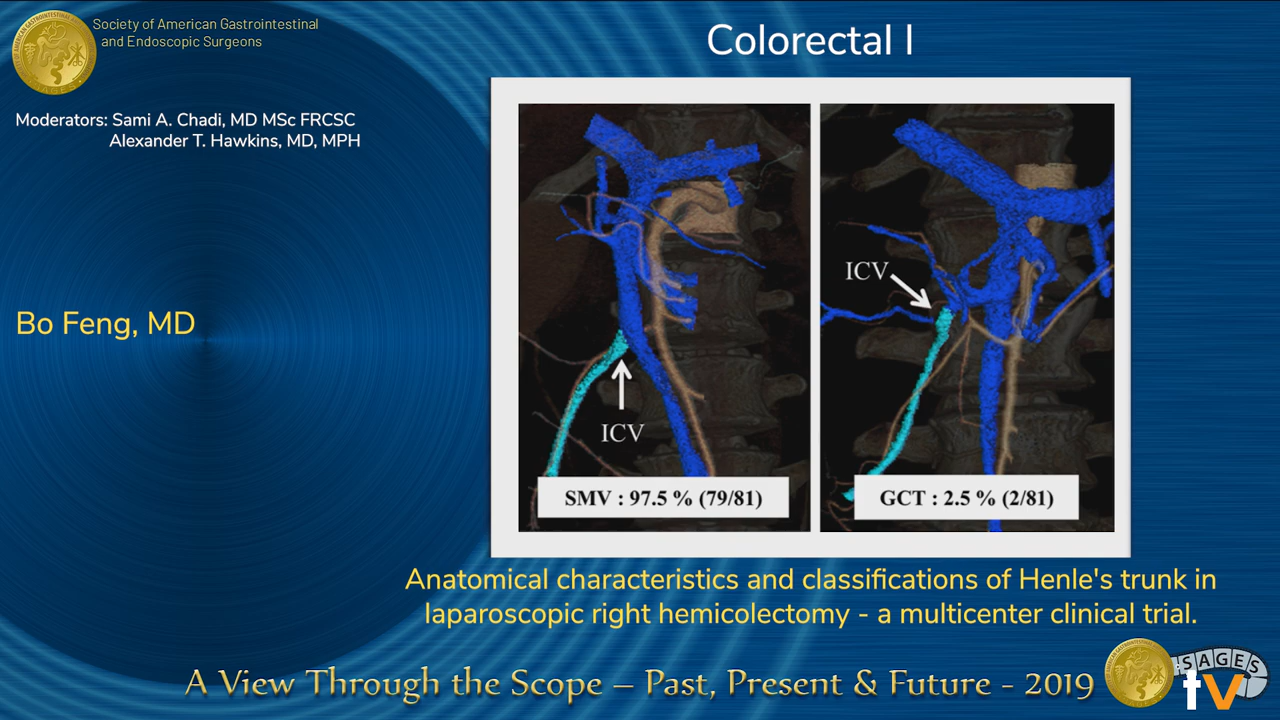 Society of American Gastrointestinal
and Endoscopic Surgeons
Colorectal I
Moderators: Sami A. Chadi, MD MSc FRCSC
Alexander T. Hawkins, MD, MPH
Bo Feng, MD
ICV
SMV : 97.5 % (79/81)
ICV
GCT : 2.5 % (2/81)
Anatomical characteristics and classifications of Henle's trunk in
laparoscopic right hemicolectomy - a multicenter clinical trial.
A View Through the Scope – Past, Present & Future - 2019
SAGES
tv